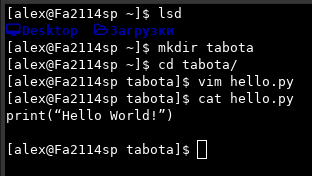 [alex@Fa2114sp ~]$ lsd
Desktop Загрузки
[alex@Fa2114sp ~]$ mkdir tabota
[alex@Fa2114sp ~]$ cd tabota/
[alex@Fa2114sp tabota]$ vim hello.py
[alex@Fa2114sp tabota]$ cat hello.py
print(“Hello World!”)
[alex@Fa2114sp tabota]$